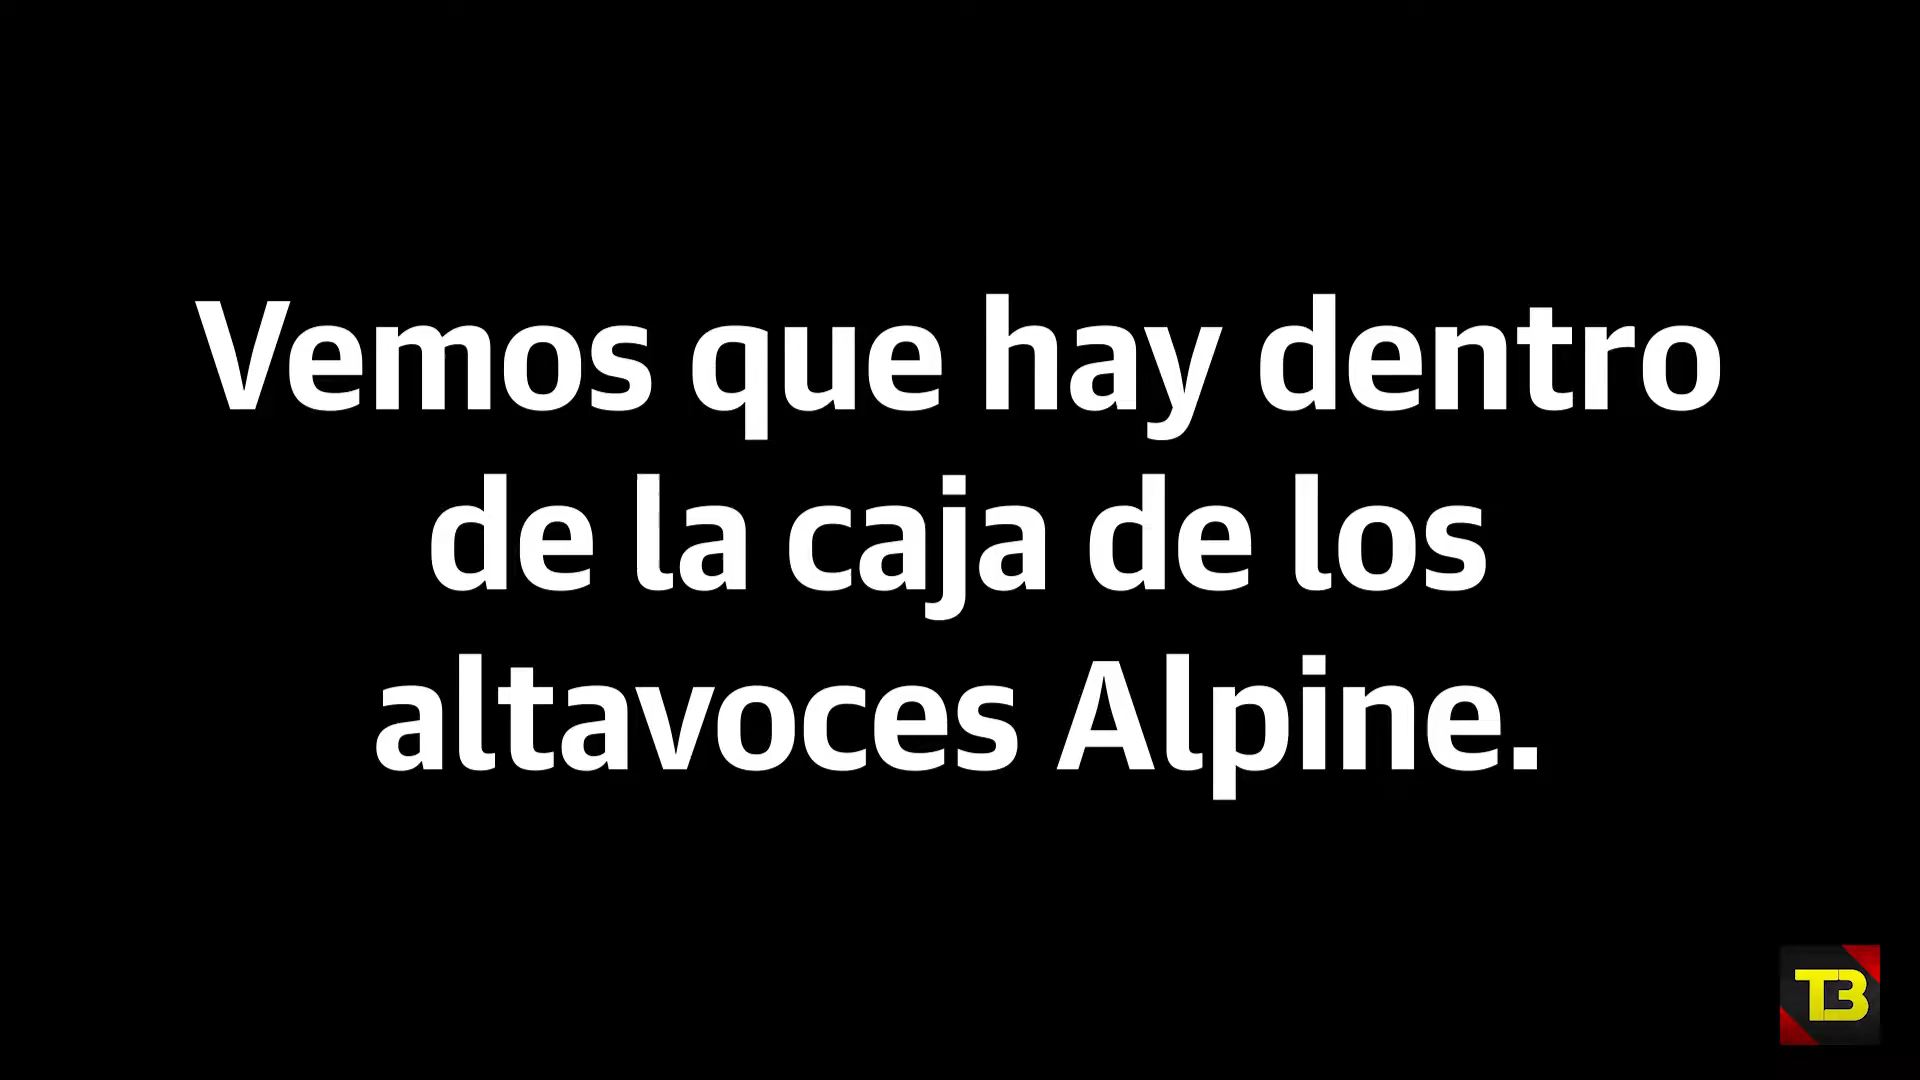 Vemos que hay dentro
de la caja de los
altavoces Alpine.
TB